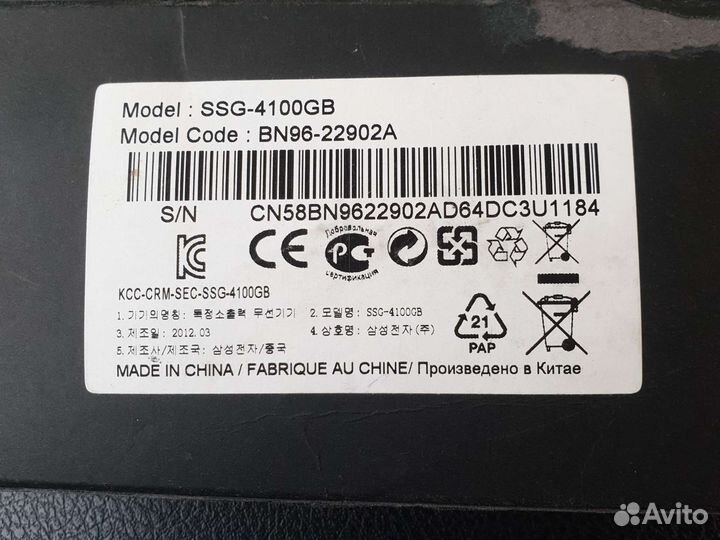 Model : SSG-4100GB
Model Code : BN96-22902A
S/N CN58BN9622902AD64DC3U1184
Добровольная
сертификация
CE
KCC-CRM-SEC-SSG-4100GB
1. 기기의명칭: 특정소출력 무선기기 2. 모델명: SSG-4100GB
3. 제조일: 2012.03 4. 상호명: 삼성전자(주)
5. 제조사/제조국: 삼성전자/중국
21
PAP
MADE IN CHINA / FABRIQUE AU CHINE/ Произведено в Китае
Avito